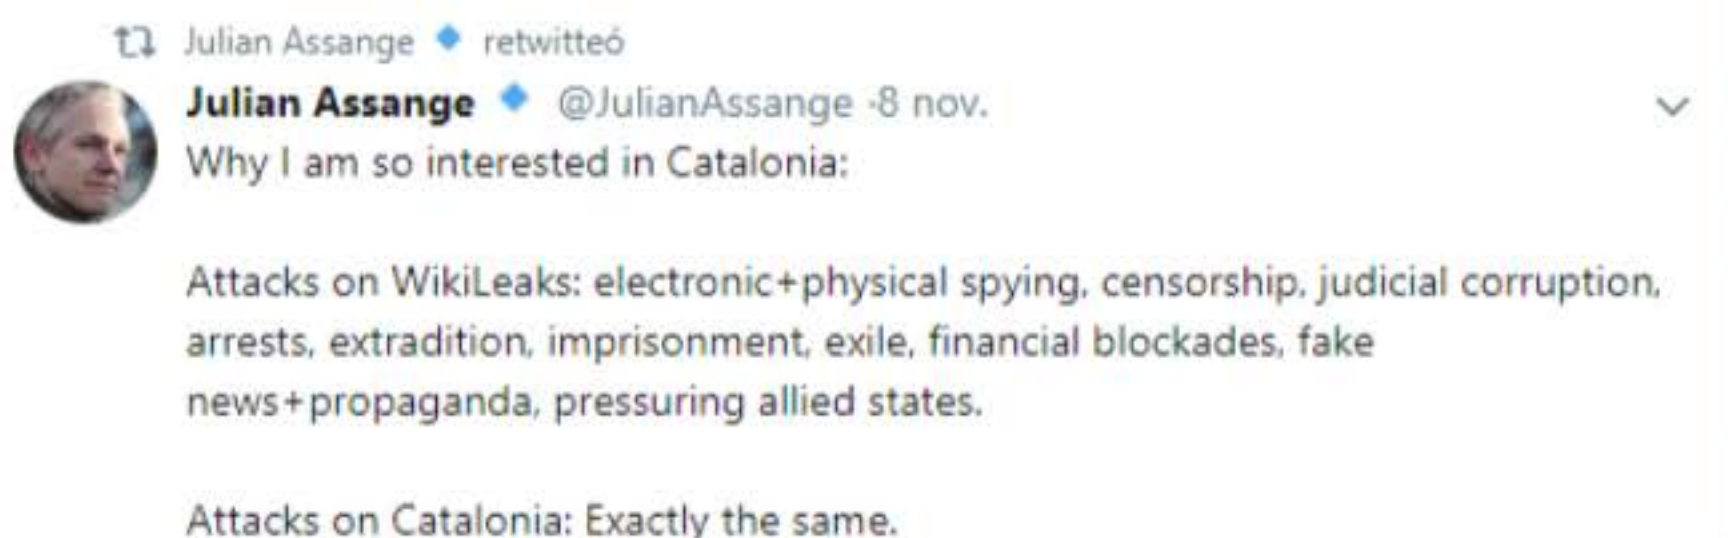 Julian Assange 🔹 retwitteó
Julian Assange 🔹 @JulianAssange ·8 nov.
Why I am so interested in Catalonia:
Attacks on WikiLeaks: electronic+physical spying, censorship, judicial corruption,
arrests, extradition, imprisonment, exile, financial blockades, fake
news+propaganda, pressuring allied states.
Attacks on Catalonia: Exactly the same.